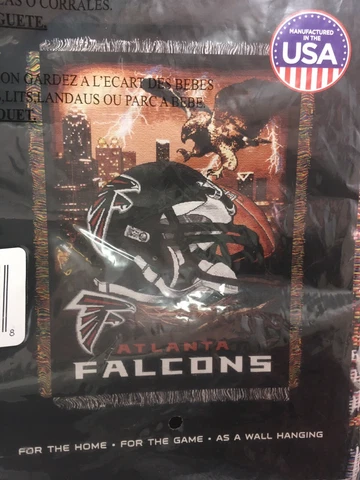 AS O CORRALES.
GUETE.
ON GARDEZ A L'ECART DES BEBES
,LITS,LANDAUS OU PARC A BEBE
QUET.
MANUFACTURED
IN THE
USA
8
ATLANTA
FALCONS
FOR THE HOME • FOR THE GAME • AS A WALL HANGING